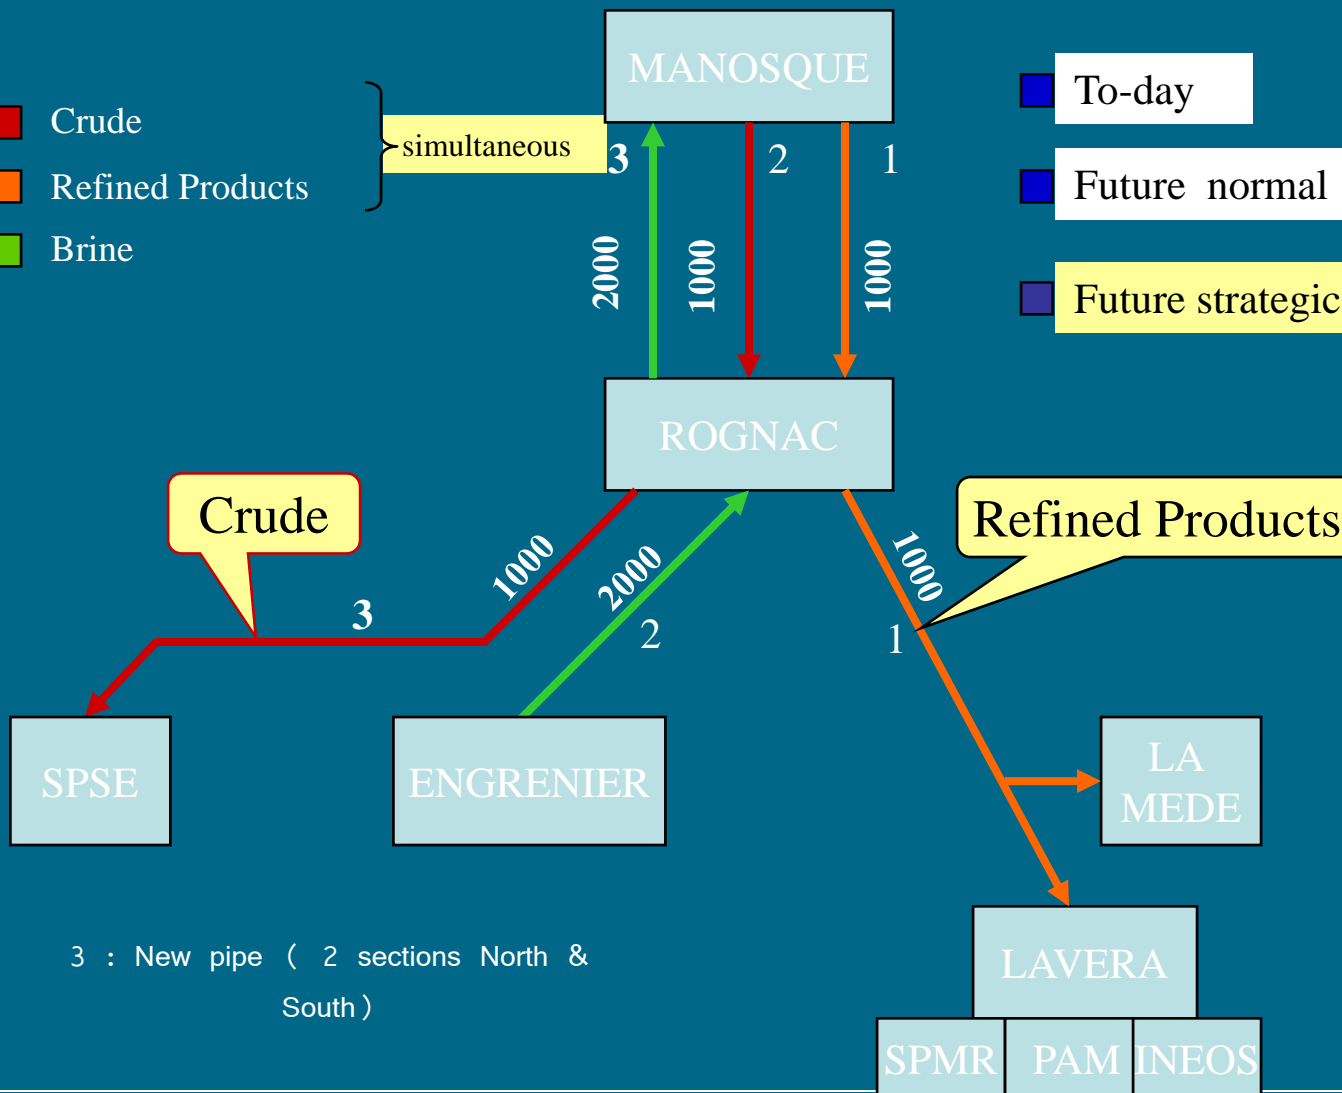 MANOSQUE
To-day
Crude
simultaneous
3
2
1
Future normal
Refined Products
Brine
2000
1000
1000
Future strategic
ROGNAC
Crude
Refined Products
1000
2000
1000
3
2
1
SPSE
ENGRENIER
LA
MEDE
3 : New pipe ( 2 sections North &
South )
LAVERA
SPMR
PAM
INEOS